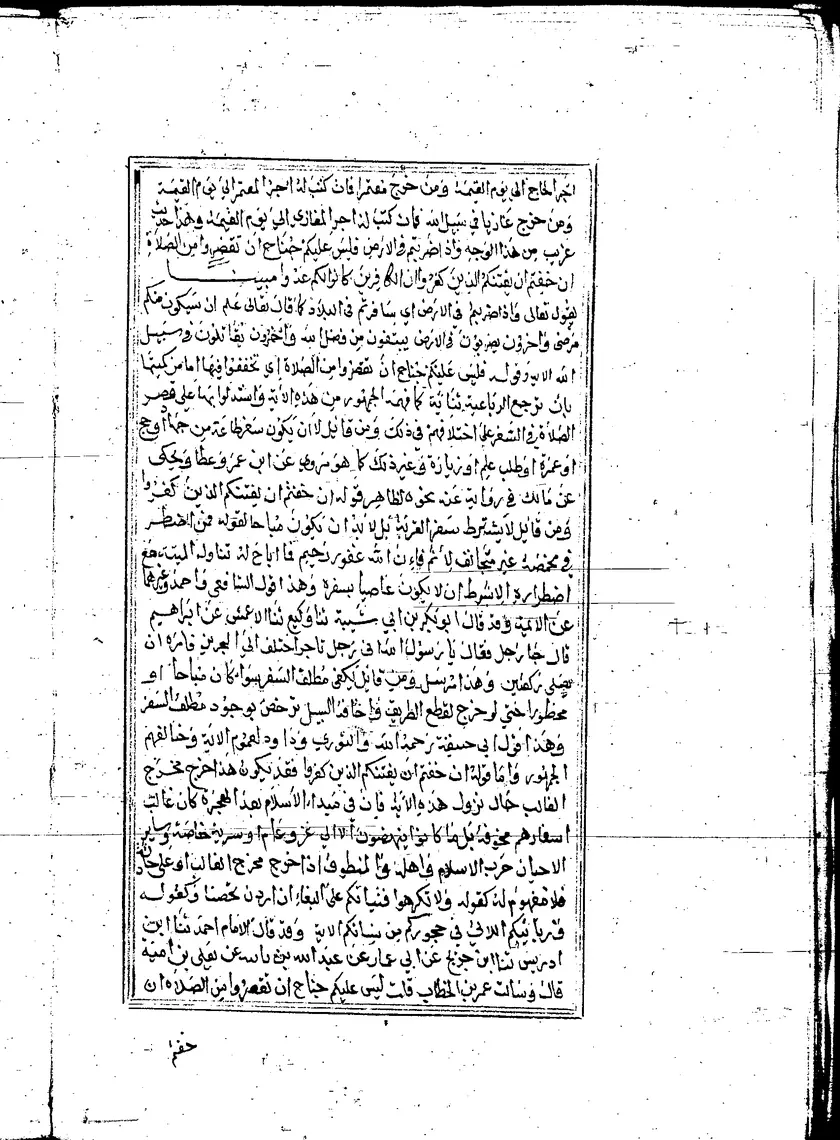 اجر الحاج الى يوم القيمة ومن خرج معتمرا فمات كتب له اجر المعتمر الى يوم القيمة
ومن خرج غازيا في سبيل الله فمات كتب له اجر الغازي الى يوم القيمة وهذا حديث
غريب من هذا الوجه واذا ضربتم في الارض فليس عليكم جناح ان تقصروا من الصلاة
ان خفتم ان يفتنكم الذين كفروا ان الكافرين كانوا لكم عدوا مبينا
يقول تعالى واذا ضربتم في الارض اي سافرتم في البلاد كما قال تعالى علم ان سيكون منكم
مرضى واخرون يضربون في الارض يبتغون من فضل الله واخرون يقاتلون في سبيل
الله الاية وقوله فليس عليكم جناح ان تقصروا من الصلاة اي تخففوا فيها اما من كميتها
بان ترجع الرباعية ثنائية كما فهمه الجمهور من هذه الاية واستدلوا بها على قصر
الصلاة في السفر على اختلافهم في ذلك فمن قائل لا ان يكون سفر طاعة من جهاد او حج
او عمرة او طلب علم او زيارة وغير ذلك كما هو مروي عن ابن عمر وعطا ويحكى
عن مالك في رواية عنه نحوه لظاهر قوله ان خفتم ان يفتنكم الذين كفروا
ومن قائل لا يشترط سفر القربة بل لا بد ان يكون مباحا لقوله فمن اضطر
في مخمصة غير متجانف لاثم فان الله غفور رحيم فاباح له تناول الميتة مع
اضطراره الا بشرط ان لا يكون عاصيا بسفره وهذا قول الشافعي واحمد وغيرهما
من الائمة وقد قال ابو بكر بن ابي شيبة ثنا وكيع ثنا الاعمش عن ابراهيم
قال جا رجل فقال يا رسول الله اني رجل تاجر اختلف الى البحرين فامره ان
يصلي ركعتين وهذا مرسل ومن قائل يكفي مطلق السفر سوا كان مباحا او
محظورا حتى لو خرج لقطع الطريق واخافة السبيل ترخص بوجود مطلق السفر
وهذا قول ابي حنيفة رحمه الله والثوري وداود لعموم الاية وخالفهم
الجمهور واما قوله ان خفتم ان يفتنكم الذين كفروا فقد يكون هذا خرج مخرج
الغالب حال نزول هذه الاية فان في مبداء الاسلام بعد الهجرة كان غالب
اسفارهم مخوفة بل ما كانوا ينهضون الا الى غزو عام او سرية خاصة وساير
الاحيان حرب الاسلام واهله والمنطوق اذا خرج مخرج الغالب او على حادثة
فلا مفهوم له كقوله ولا تكرهوا فتياتكم على البغاء ان اردن تحصنا وكقوله
وربائبكم اللاتي في حجوركم من نسائكم الاية وقد قال الامام احمد ثنا ابن
ادريس ثنا ابن جريج عن ابي عمار عن عبد الله بن باسه عن يعلى بن امية
قال وسالت عمر بن الخطاب قلت ليس عليكم جناح ان تقصروا من الصلاة ان
خفتم